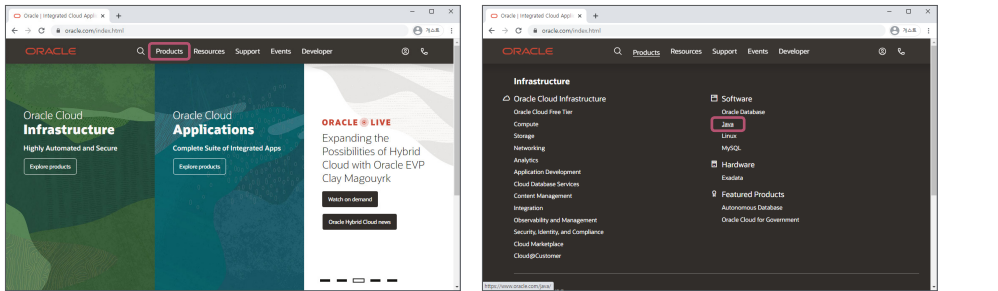 Oracle | Integrated Cloud Appli
oracle.com/index.html
게스트
ORACLE
Products Resources Support Events Developer
Oracle Cloud
Infrastructure
Highly Automated and Secure
Explore products
Oracle Cloud
Applications
Complete Suite of Integrated Apps
Explore products
ORACLE LIVE
Expanding the
Possibilities of Hybrid
Cloud with Oracle EVP
Clay Magouyrk
Watch on demand
Oracle Hybrid Cloud news
Oracle | Integrated Cloud Appli
oracle.com/index.html
게스트
ORACLE
Products Resources Support Events Developer
Infrastructure
Oracle Cloud Infrastructure
Oracle Cloud Free Tier
Compute
Storage
Networking
Analytics
Application Development
Cloud Database Services
Content Management
Integration
Observability and Management
Security, Identity, and Compliance
Cloud Marketplace
Cloud@Customer
Software
Oracle Database
Java
Linux
MySQL
Hardware
Exadata
Featured Products
Autonomous Database
Oracle Cloud for Government
https://www.oracle.com/java/